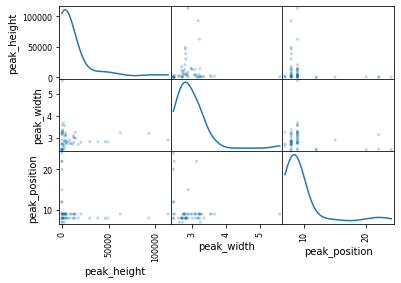 100000
50000
0
peak_height
5
4
3
peak_width
20
10
peak_position
0
50000
100000
peak_height
3
4
5
peak_width
10
20
peak_position